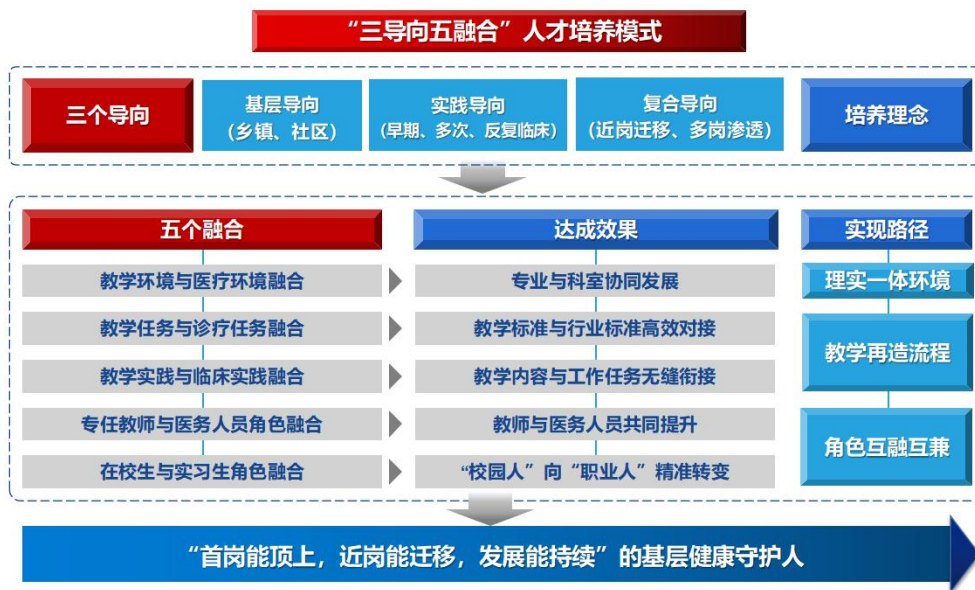 “三导向五融合”人才培养模式
三个导向
基层导向
（乡镇、社区）
实践导向
（早期、多次、反复临床）
复合导向
（近岗迁移、多岗渗透）
培养理念
五个融合
达成效果
实现路径
教学环境与医疗环境融合
专业与科室协同发展
理实一体环境
教学任务与诊疗任务融合
教学标准与行业标准高效对接
教学再造流程
教学实践与临床实践融合
教学内容与工作任务无缝衔接
专任教师与医务人员角色融合
教师与医务人员共同提升
角色互融互兼
在校生与实习生角色融合
“校园人”向“职业人”精准转变
“首岗能顶上，近岗能迁移，发展能持续”的基层健康守护人